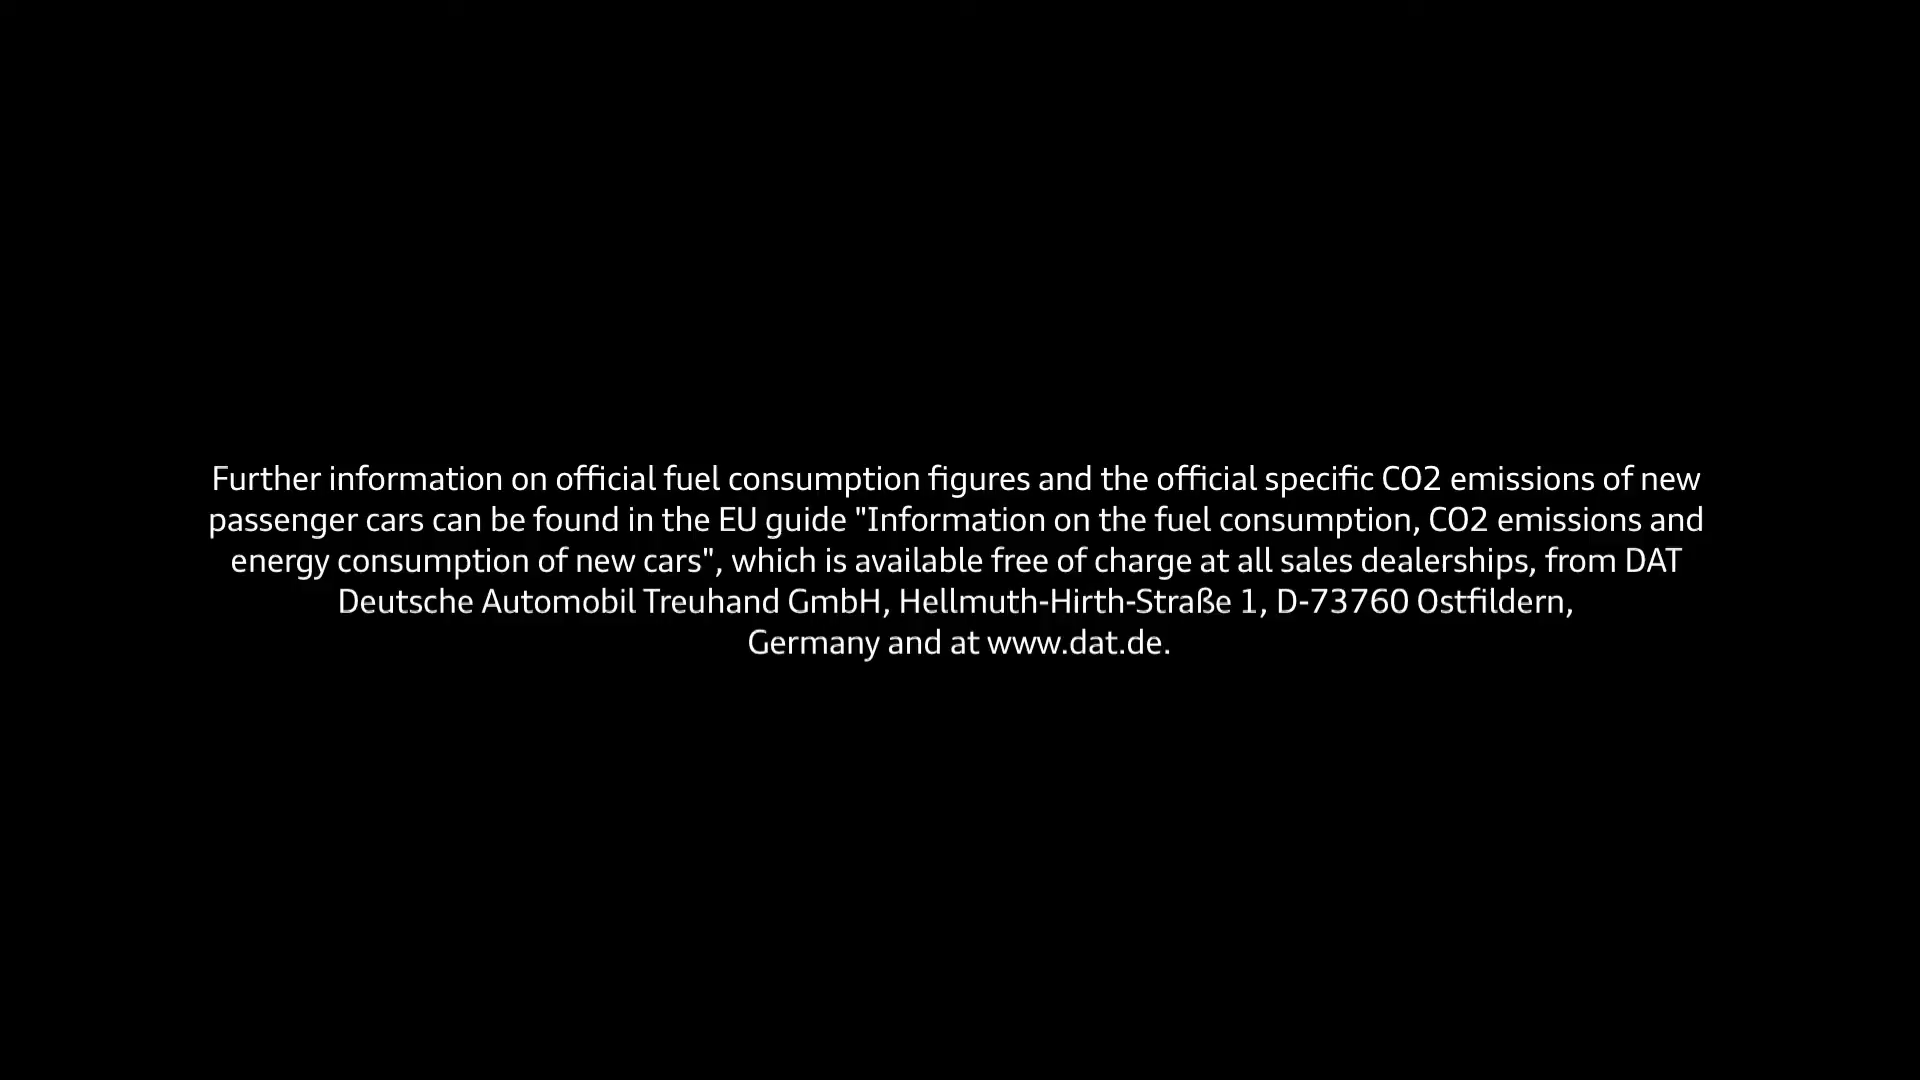 Further information on official fuel consumption figures and the official specific CO2 emissions of new
passenger cars can be found in the EU guide "Information on the fuel consumption, CO2 emissions and
energy consumption of new cars", which is available free of charge at all sales dealerships, from DAT
Deutsche Automobil Treuhand GmbH, Hellmuth-Hirth-Straße 1, D-73760 Ostfildern,
Germany and at www.dat.de.